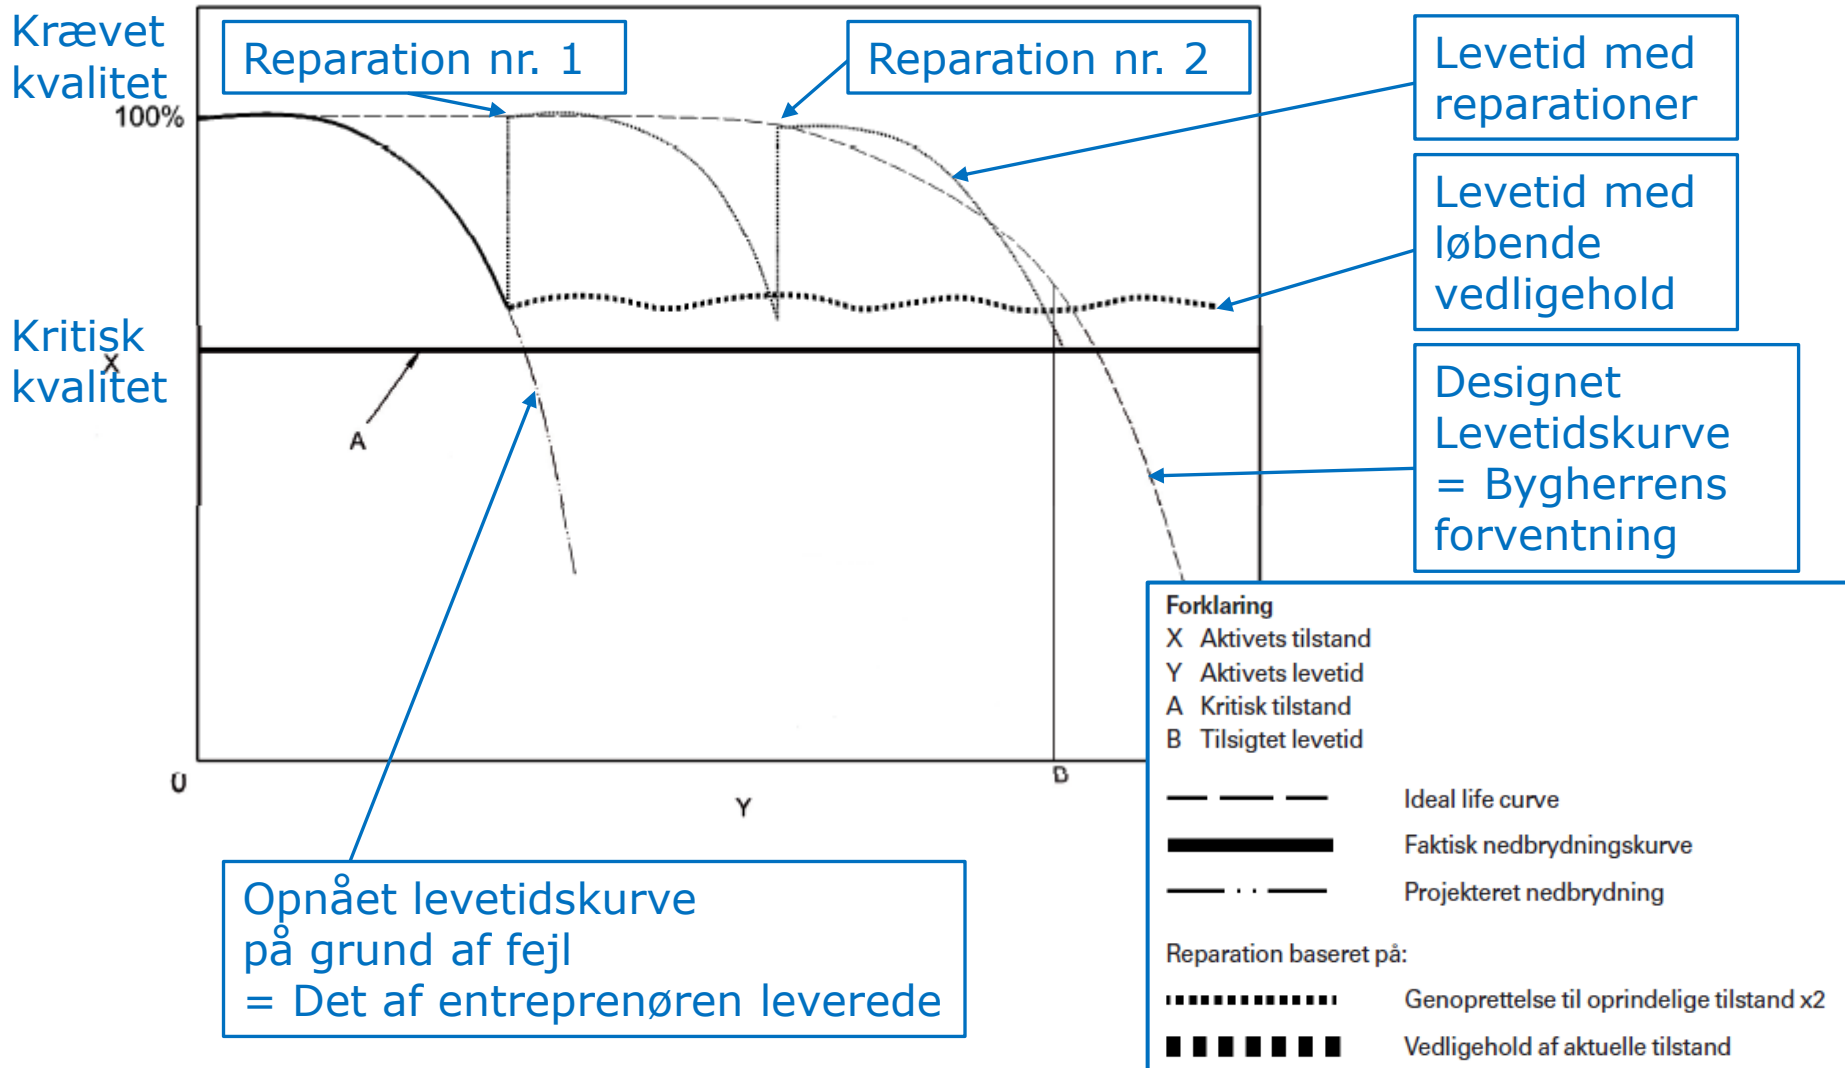 Krævet
kvalitet
100%
Reparation nr. 1
Reparation nr. 2
Levetid med
reparationer
Levetid med
løbende
vedligehold
Kritisk
X
kvalitet
A
Designet
Levetidskurve
= Bygherrens
forventning
0
Y
B
Opnået levetidskurve
på grund af fejl
= Det af entreprenøren leverede
Forklaring
X Aktivets tilstand
Y Aktivets levetid
A Kritisk tilstand
B Tilsigtet levetid
Ideal life curve
Faktisk nedbrydningskurve
Projekteret nedbrydning
Reparation baseret på:
Genoprettelse til oprindelige tilstand x2
Vedligehold af aktuelle tilstand